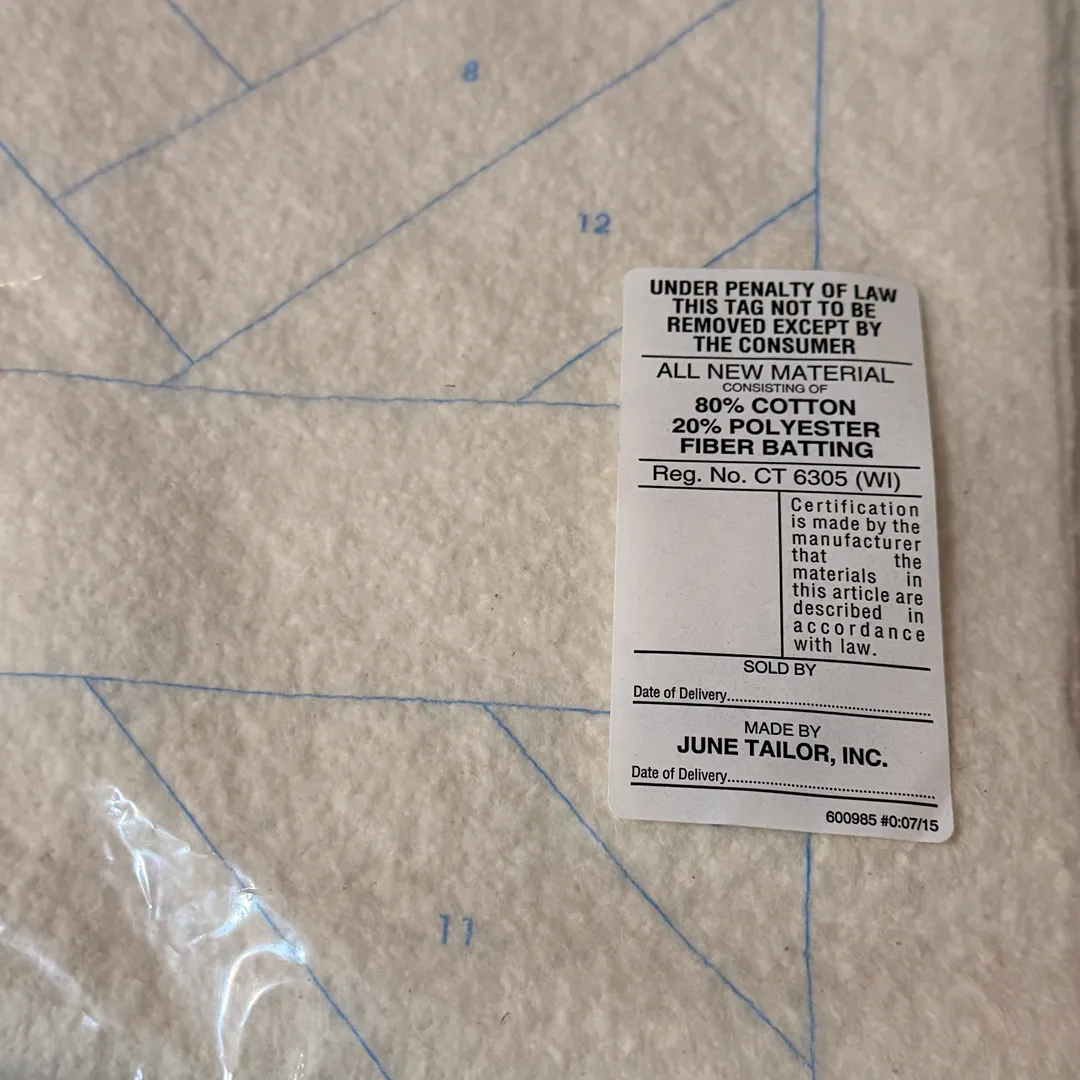 8
12
UNDER PENALTY OF LAW
THIS TAG NOT TO BE
REMOVED EXCEPT BY
THE CONSUMER
ALL NEW MATERIAL
CONSISTING OF
80% COTTON
20% POLYESTER
FIBER BATTING
Reg. No. CT 6305 (WI)
Certification
is made by the
manufacturer
that the
materials in
this article are
described in
accordance
with law.
SOLD BY
Date of Delivery..................................................
MADE BY
JUNE TAILOR, INC.
Date of Delivery..................................................
600985 #0:07/15
11